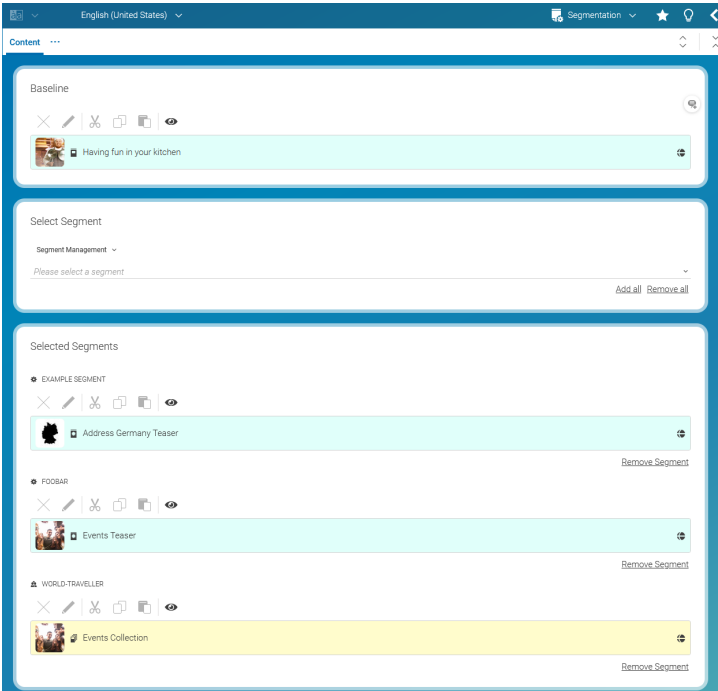 English (United States)
Segmentation
Content
Baseline
Having fun in your kitchen
Select Segment
Segment Management
Please select a segment
Add all Remove all
Selected Segments
EXAMPLE SEGMENT
Address Germany Teaser
Remove Segment
FOOBAR
Events Teaser
Remove Segment
WORLD-TRAVELLER
Events Collection
Remove Segment